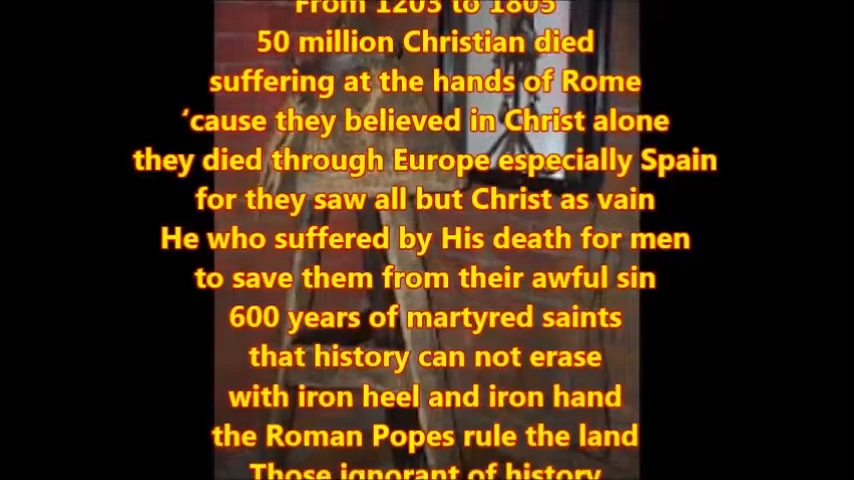 From 1203 to 1805
50 million Christian died
suffering at the hands of Rome
‘cause they believed in Christ alone
they died through Europe especially Spain
for they saw all but Christ as vain
He who suffered by His death for men
to save them from their awful sin
600 years of martyred saints
that history can not erase
with iron heel and iron hand
the Roman Popes rule the land
Those ignorant of history